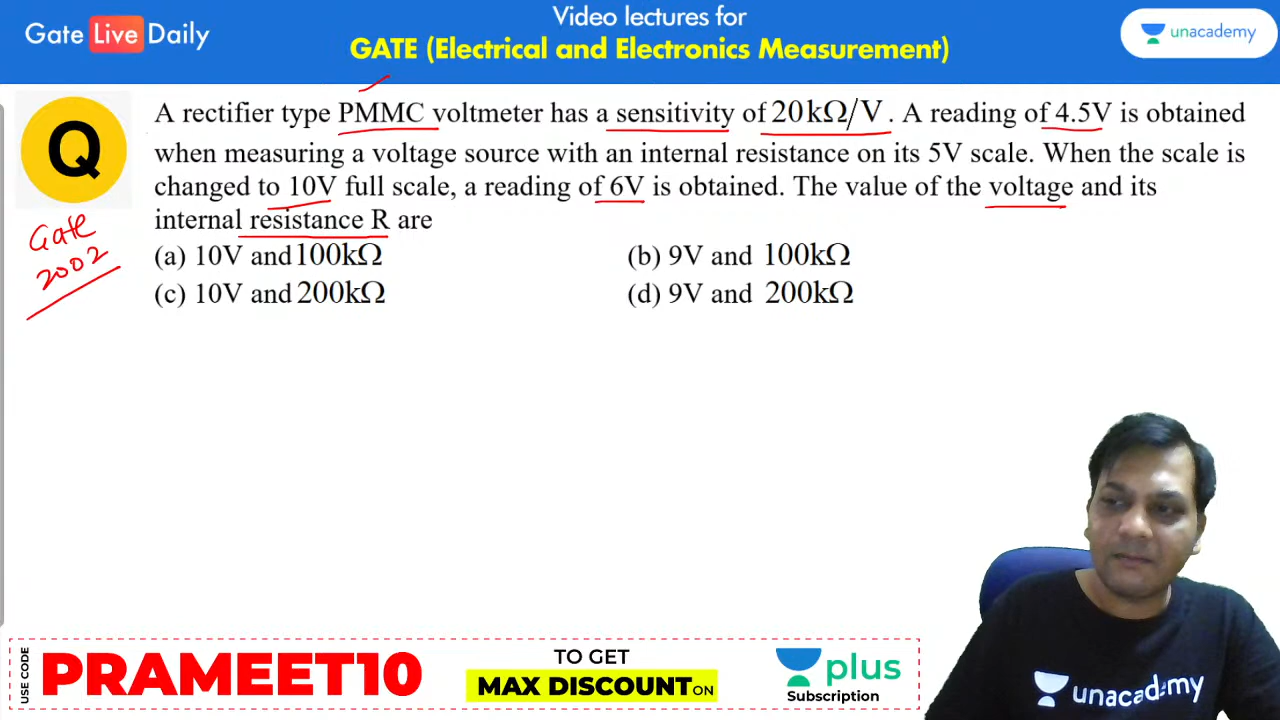 Gate Live Daily
Video lectures for
GATE (Electrical and Electronics Measurement)
unacademy
Q
A rectifier type PMMC voltmeter has a sensitivity of 20kΩ/V. A reading of 4.5V is obtained
when measuring a voltage source with an internal resistance on its 5V scale. When the scale is
changed to 10V full scale, a reading of 6V is obtained. The value of the voltage and its
internal resistance R are
Gate
2002
(a) 10V and 100kΩ
(b) 9V and 100kΩ
(c) 10V and 200kΩ
(d) 9V and 200kΩ
USE CODE
PRAMEET10
TO GET
MAX DISCOUNT ON
plus
Subscription
unacademy